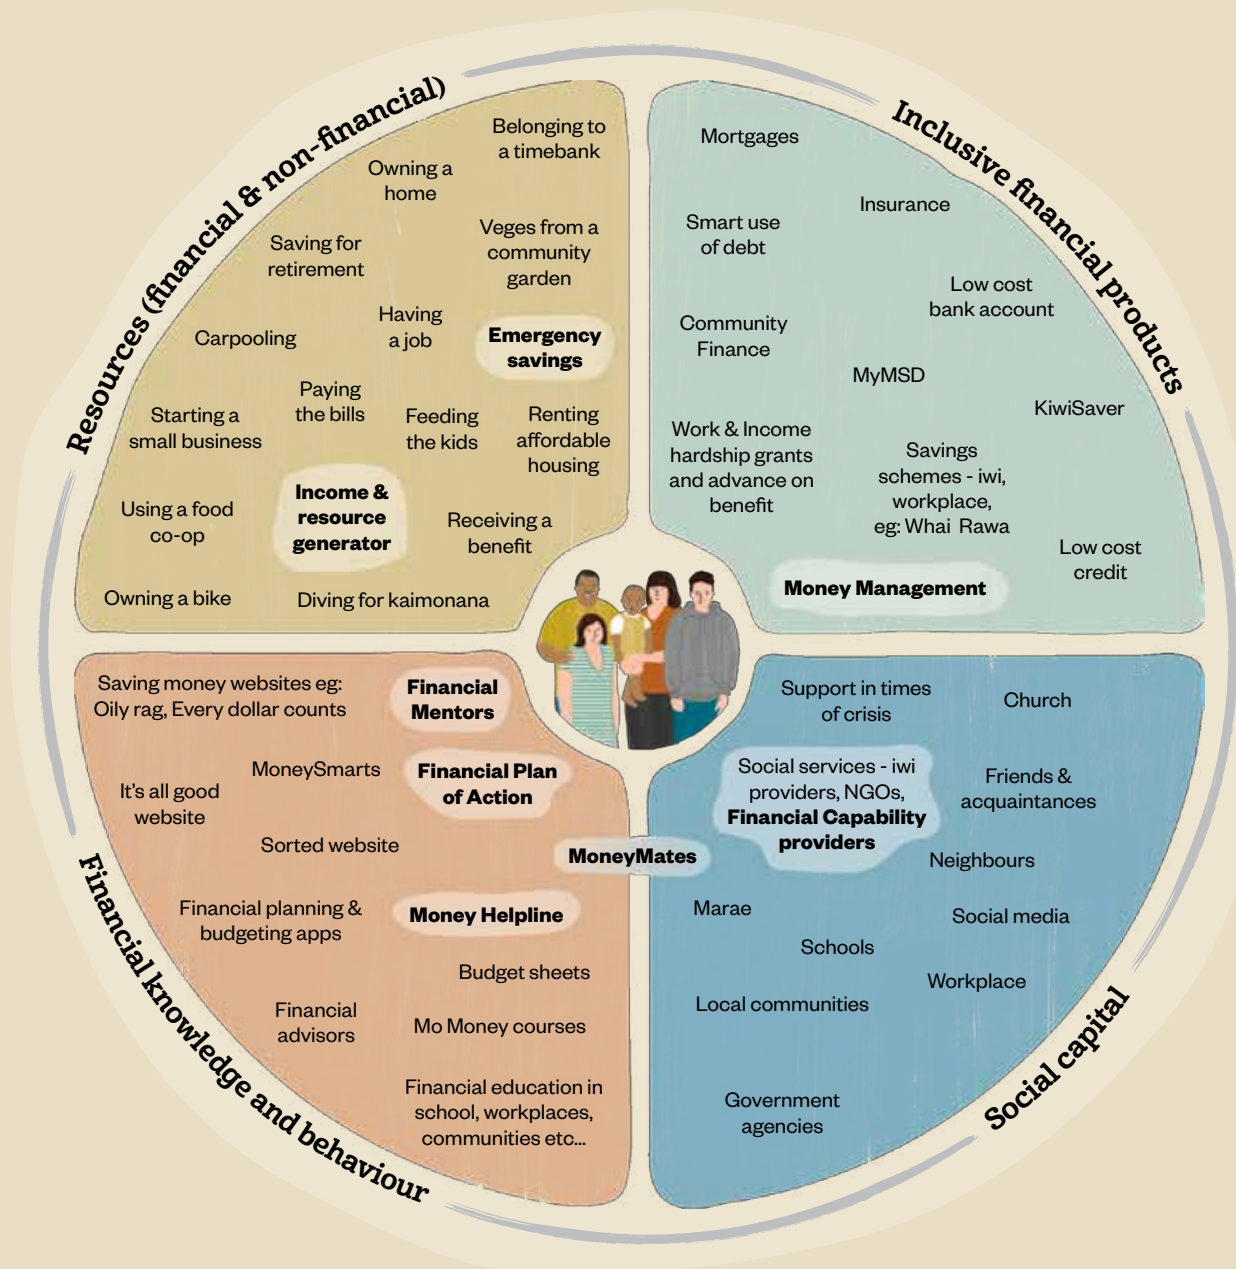 Resources (financial & non-financial)
Belonging to
a timebank
Owning a
home
Veges from a
community
garden
Saving for
retirement
Having
a job
Carpooling
Emergency
savings
Paying
the bills
Starting a
small business
Feeding
the kids
Renting
affordable
housing
Income &
resource
generator
Using a food
co-op
Receiving a
benefit
Owning a bike
Diving for kaimonana
Inclusive financial products
Mortgages
Insurance
Smart use
of debt
Low cost
bank account
Community
Finance
MyMSD
KiwiSaver
Work & Income
hardship grants
and advance on
benefit
Savings
schemes - iwi,
workplace,
eg: Whai Rawa
Low cost
credit
Money Management
Financial knowledge and behaviour
Saving money websites eg:
Oily rag, Every dollar counts
Financial
Mentors
MoneySmarts
Financial Plan
of Action
It's all good
website
Sorted website
MoneyMates
Financial planning &
budgeting apps
Money Helpline
Budget sheets
Financial
advisors
Mo Money courses
Financial education in
school, workplaces,
communities etc...
Social capital
Support in times
of crisis
Church
Social services - iwi
providers, NGOs,
Financial Capability
providers
Friends &
acquaintances
Neighbours
Marae
Social media
Schools
Workplace
Local communities
Government
agencies